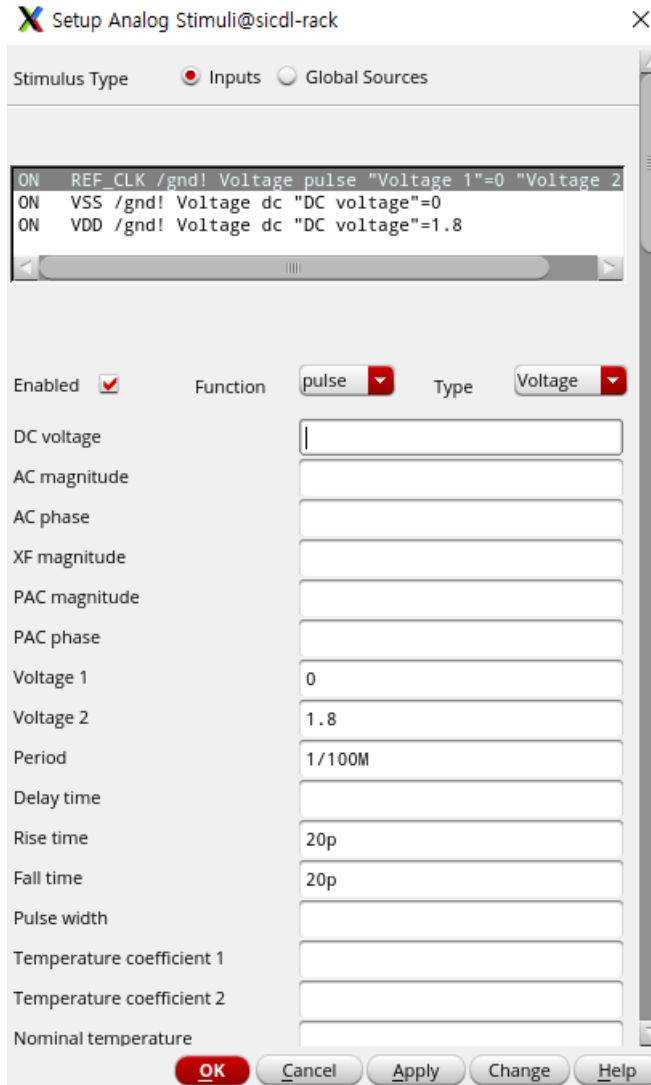 Setup Analog Stimuli@sicdl-rack
Stimulus Type Inputs Global Sources
ON REF_CLK /gnd! Voltage pulse "Voltage 1"=0 "Voltage 2
ON VSS /gnd! Voltage dc "DC voltage"=0
ON VDD /gnd! Voltage dc "DC voltage"=1.8
Enabled Function pulse Type Voltage
DC voltage
AC magnitude
AC phase
XF magnitude
PAC magnitude
PAC phase
Voltage 1 0
Voltage 2 1.8
Period 1/100M
Delay time
Rise time 20p
Fall time 20p
Pulse width
Temperature coefficient 1
Temperature coefficient 2
Nominal temperature
OK Cancel Apply Change Help